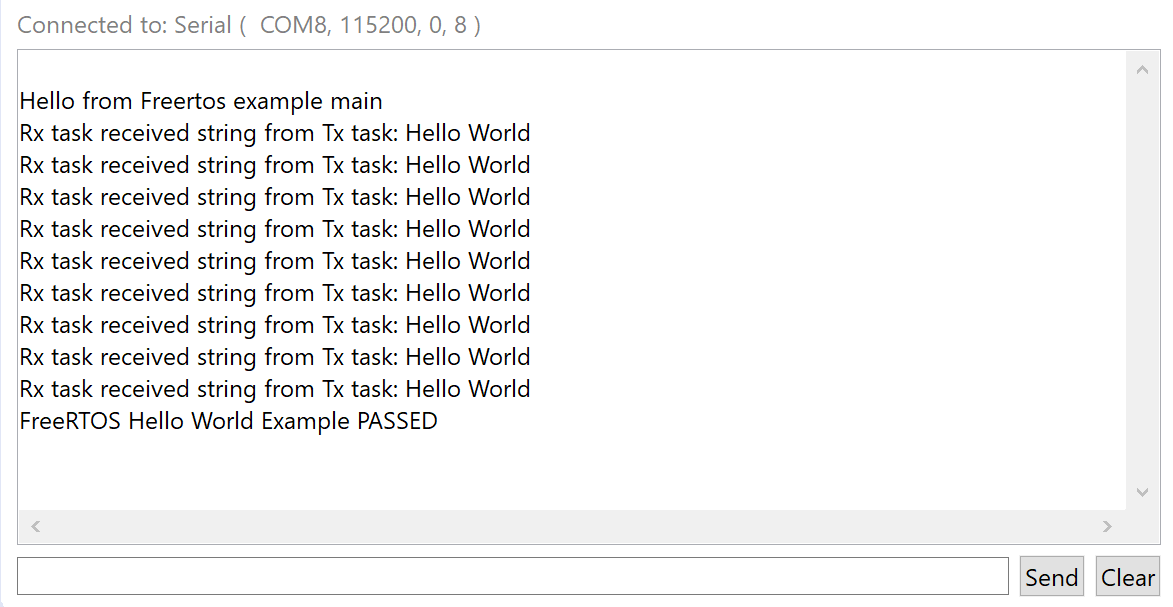 Connected to: Serial (  COM8, 115200, 0, 8 )
Hello from Freertos example main
Rx task received string from Tx task: Hello World
Rx task received string from Tx task: Hello World
Rx task received string from Tx task: Hello World
Rx task received string from Tx task: Hello World
Rx task received string from Tx task: Hello World
Rx task received string from Tx task: Hello World
Rx task received string from Tx task: Hello World
Rx task received string from Tx task: Hello World
Rx task received string from Tx task: Hello World
FreeRTOS Hello World Example PASSED
Send Clear